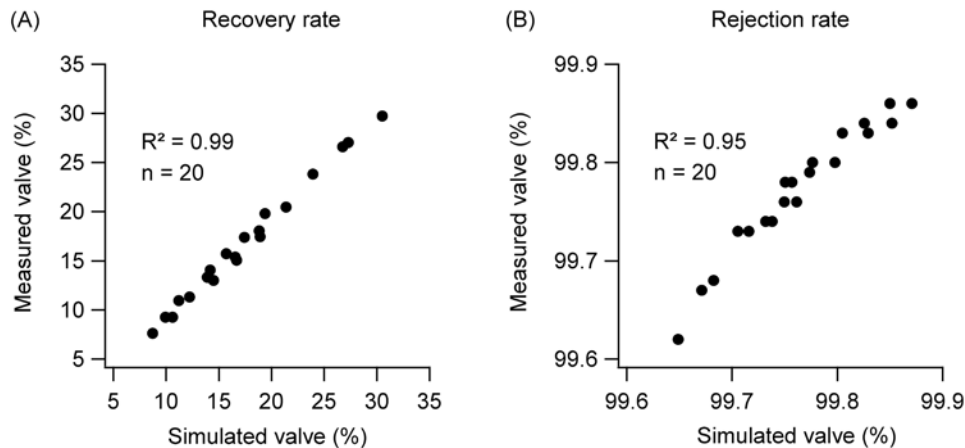 (A) Recovery rate
35
30
25
20
15
10
5
Measured valve (%)
R² = 0.99
n = 20
5 10 15 20 25 30 35
Simulated valve (%)
(B) Rejection rate
99.9
99.8
99.7
99.6
Measured valve (%)
R² = 0.95
n = 20
99.6 99.7 99.8 99.9
Simulated valve (%)